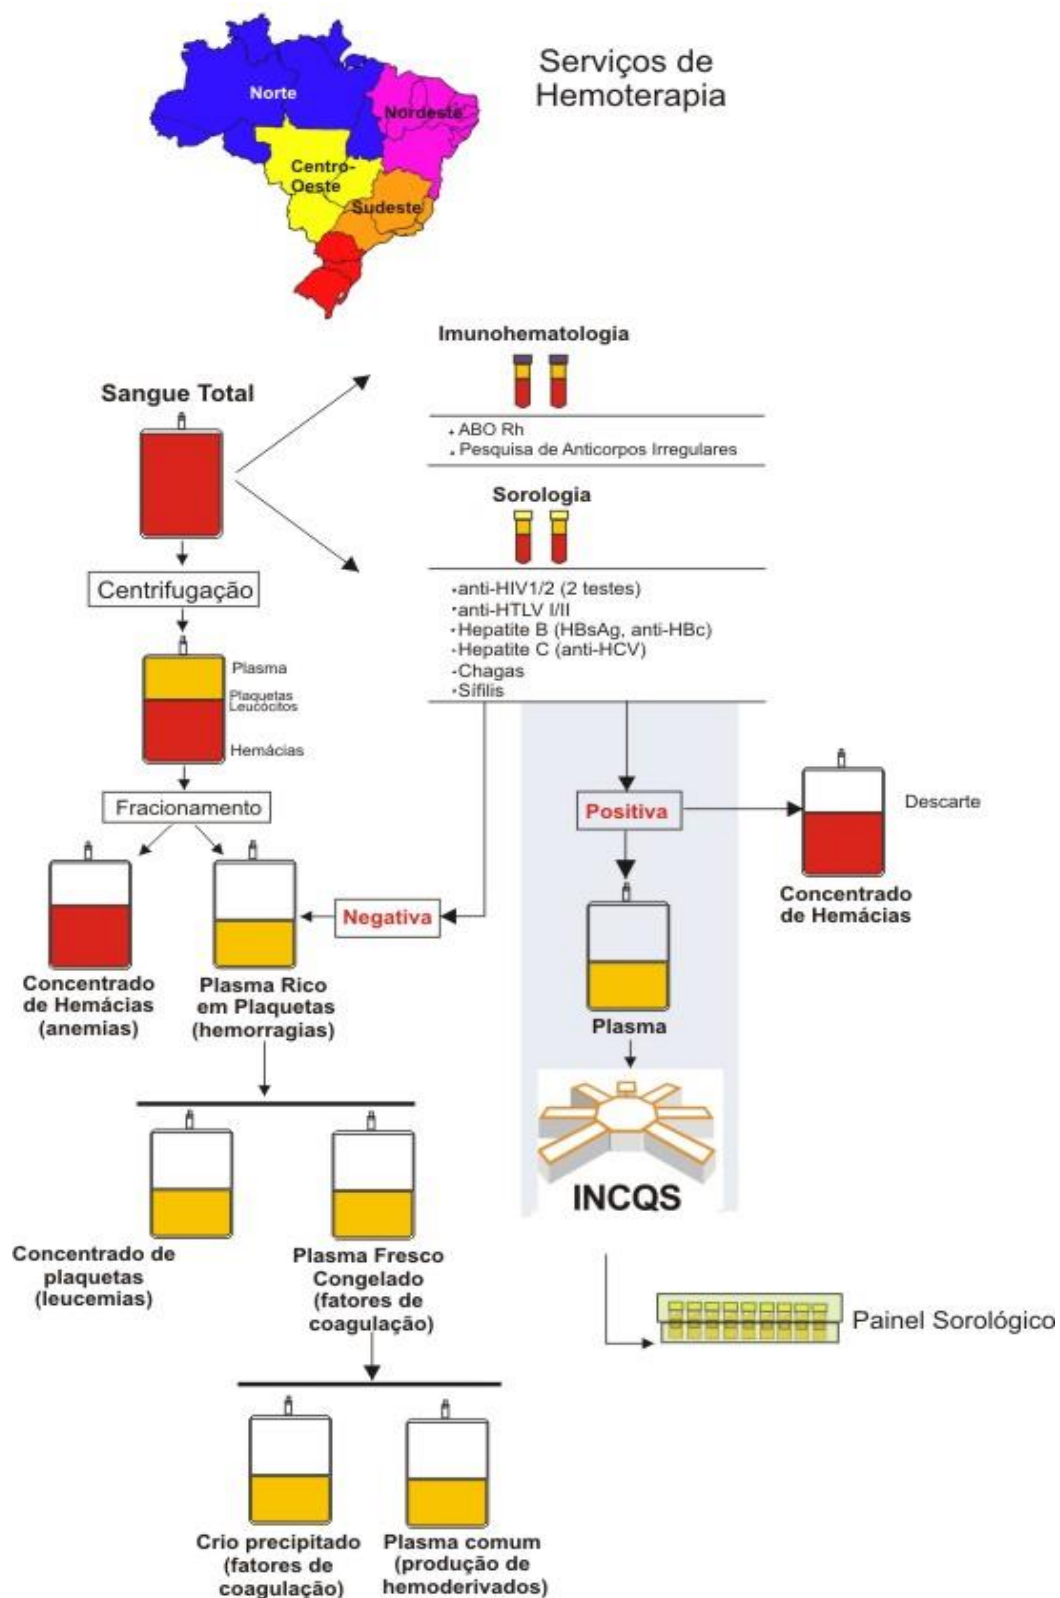 Serviços de
Hemoterapia
Norte
Nordeste
Centro-
Oeste
Sudeste
Imunohematologia
Sangue Total
ABO Rh
Pesquisa de Anticorpos Irregulares
Sorologia
Centrifugação
anti-HIV1/2 (2 testes)
anti-HTLV I/II
Hepatite B (HBsAg, anti-HBc)
Hepatite C (anti-HCV)
Chagas
Sífilis
Plasma
Plaquetas
Leucócitos
Hemácias
Fracionamento
Positiva
Descarte
Concentrado
de Hemácias
Negativa
Concentrado
de Hemácias
(anemias)
Plasma Rico
em Plaquetas
(hemorragias)
Plasma
INCQS
Concentrado de
plaquetas
(leucemias)
Plasma Fresco
Congelado
(fatores de
coagulação)
Painel Sorológico
Crio precipitado
(fatores de
coagulação)
Plasma comum
(produção de
hemoderivados)